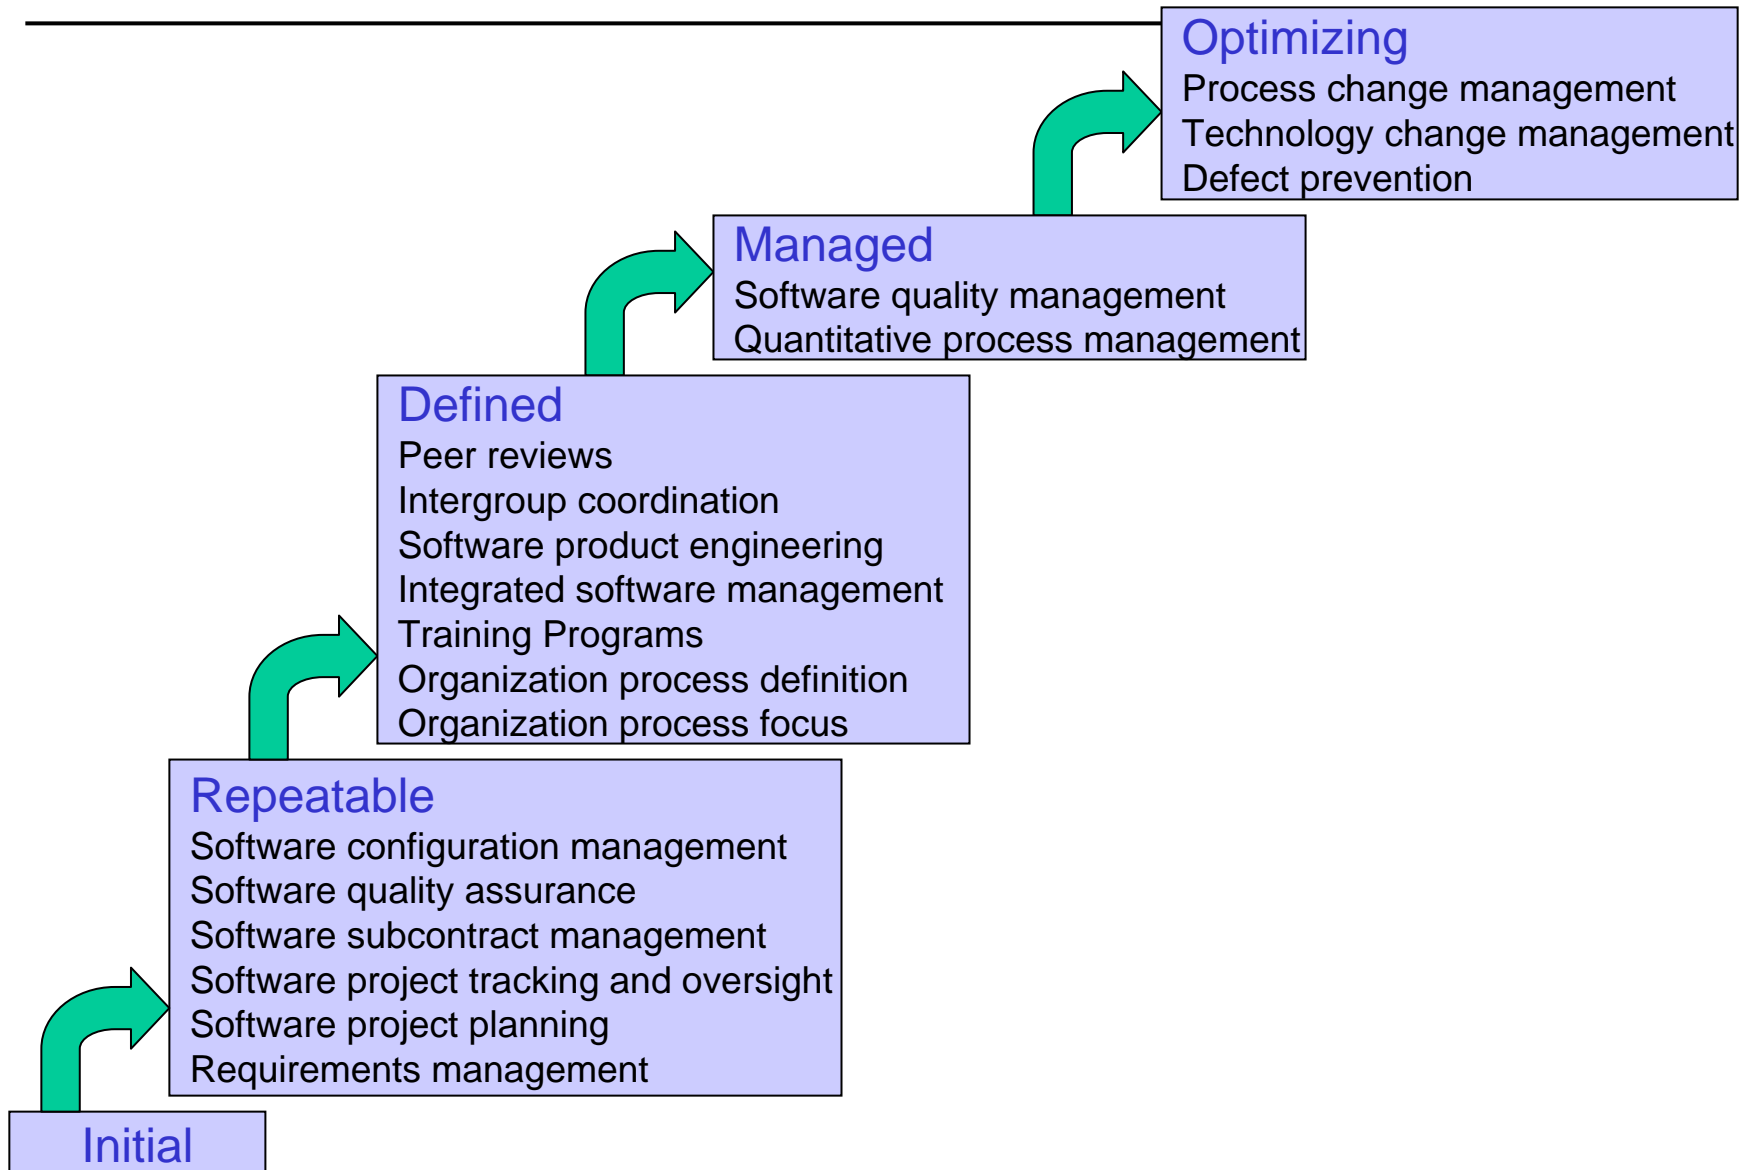 Optimizing
Process change management
Technology change management
Defect prevention
Managed
Software quality management
Quantitative process management
Defined
Peer reviews
Intergroup coordination
Software product engineering
Integrated software management
Training Programs
Organization process definition
Organization process focus
Repeatable
Software configuration management
Software quality assurance
Software subcontract management
Software project tracking and oversight
Software project planning
Requirements management
Initial